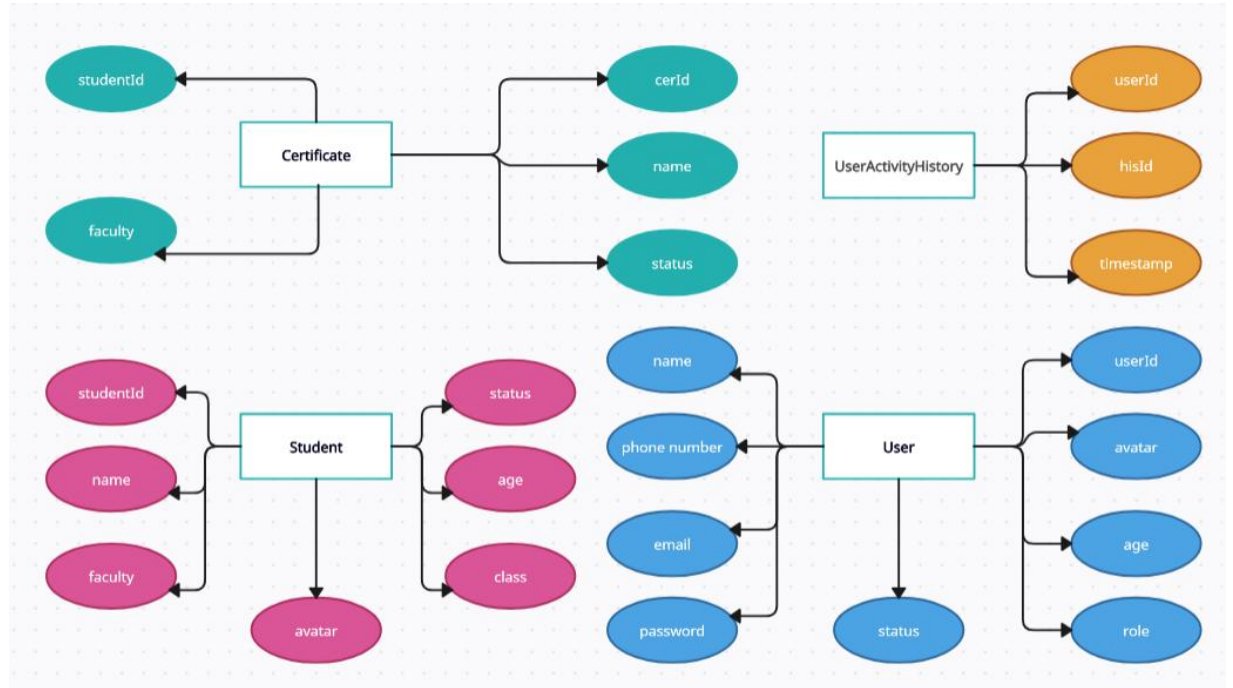 studentId
Certificate
faculty
cerId
name
status
UserActivityHistory
userId
hisId
timestamp
studentId
name
faculty
Student
avatar
status
age
class
name
phone number
email
password
User
status
userId
avatar
age
role